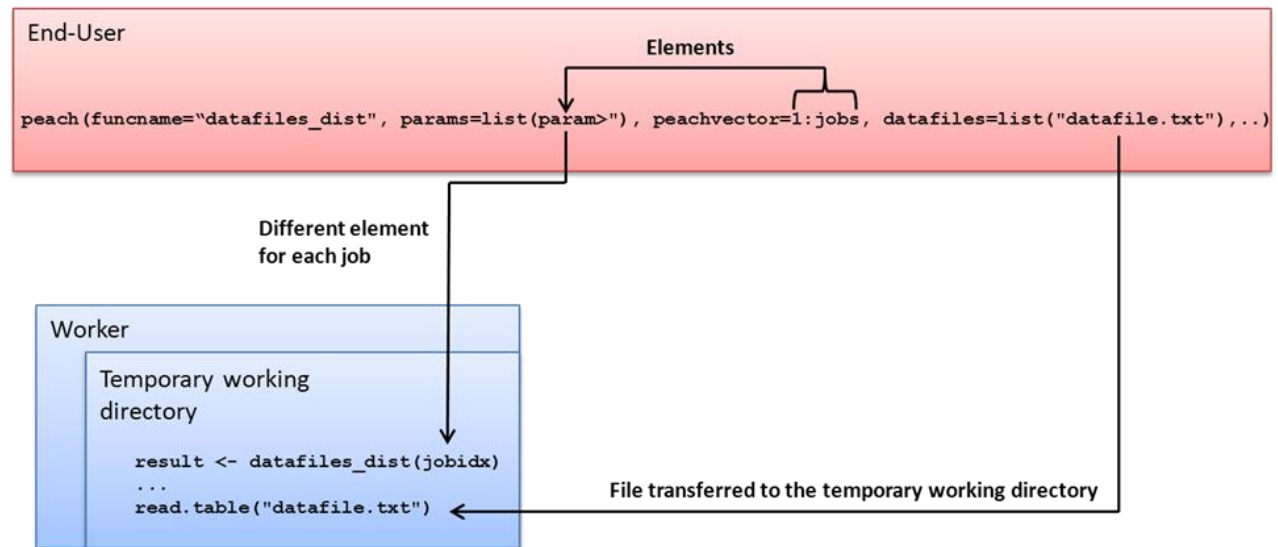 End-User
Elements
peach(funcname=“datafiles_dist", params=list(param>"), peachvector=1:jobs, datafiles=list("datafile.txt"),..)
Different element
for each job
Worker
Temporary working
directory
result <- datafiles_dist(jobidx)
...
read.table("datafile.txt")
File transferred to the temporary working directory